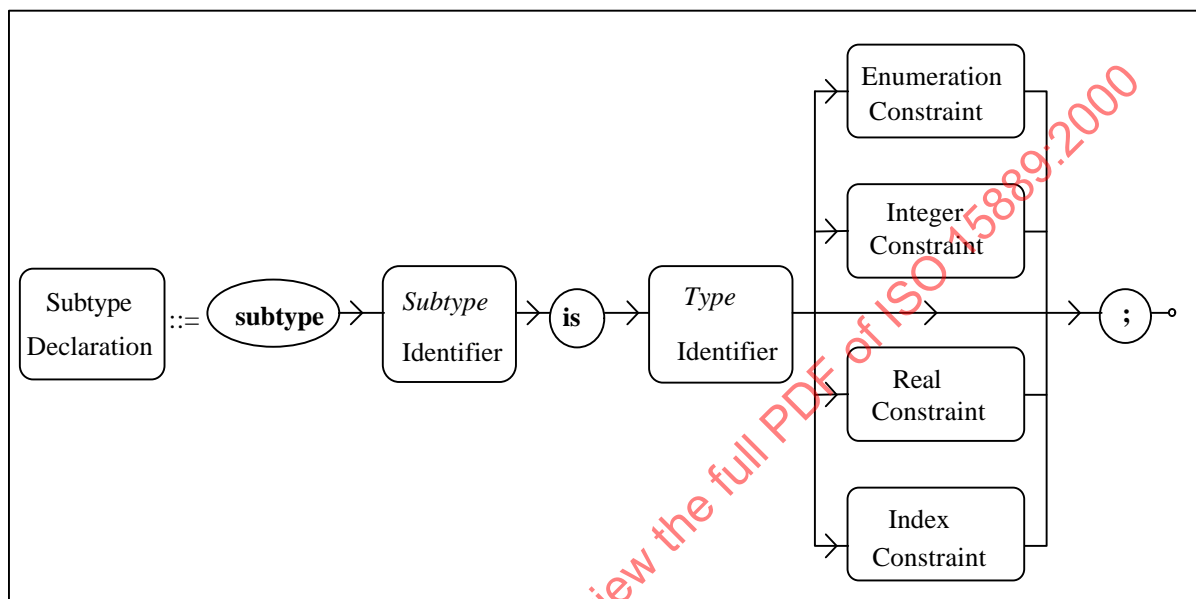 Subtype
Declaration
::=
subtype
Subtype
Identifier
is
Type
Identifier
Enumeration
Constraint
Integer
Constraint
Real
Constraint
Index
Constraint
;
iew the full PDF of ISO 15889:2000